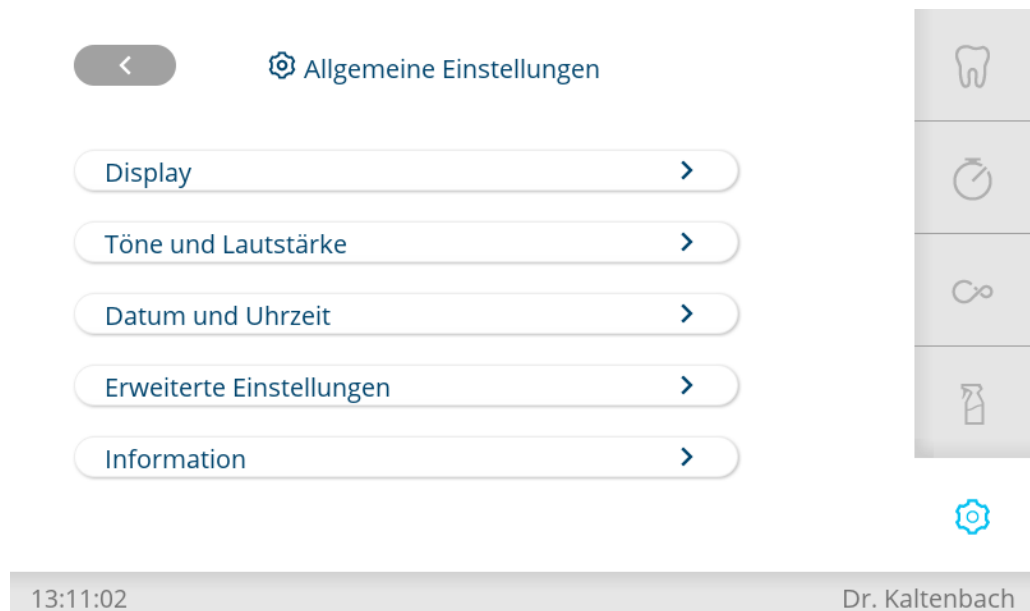 Allgemeine Einstellungen
Display
Töne und Lautstärke
Datum und Uhrzeit
Erweiterte Einstellungen
Information
13:11:02 Dr. Kaltenbach